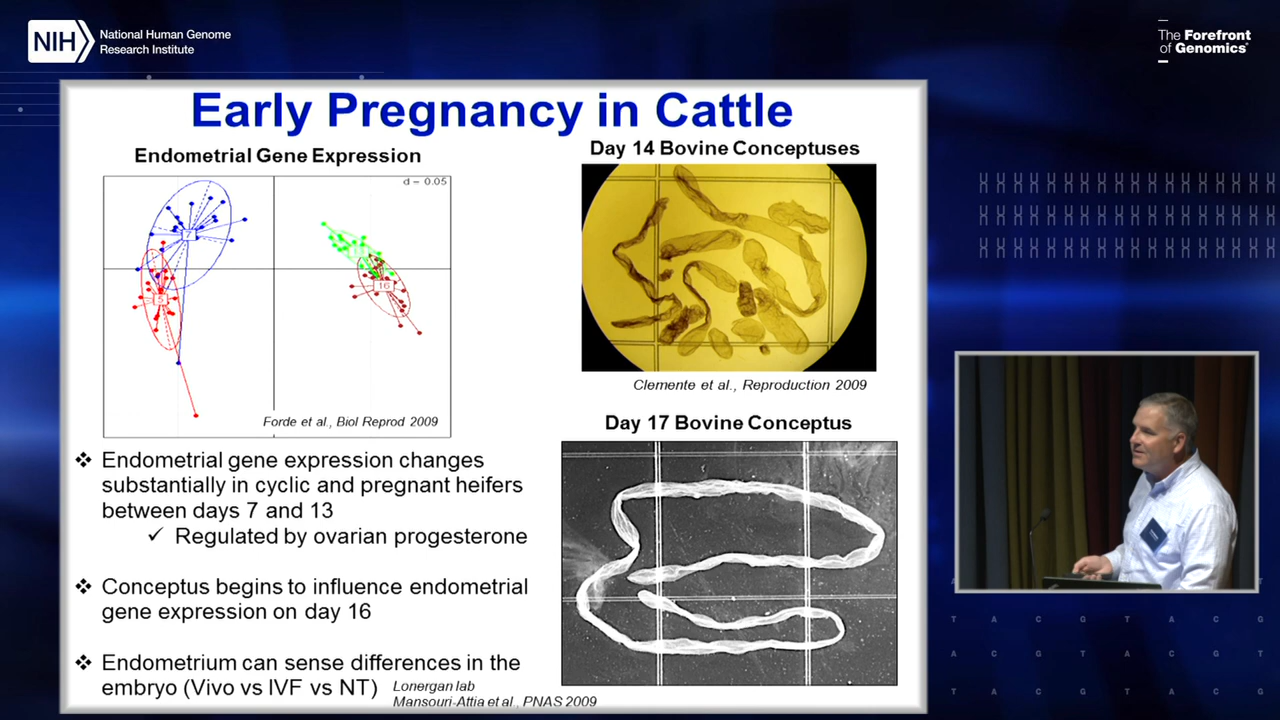 NIH
National Human Genome
Research Institute
The Forefront
of Genomics®
Early Pregnancy in Cattle
Endometrial Gene Expression
d = 0.05
7
5
16
Forde et al., Biol Reprod 2009
❖ Endometrial gene expression changes
substantially in cyclic and pregnant heifers
between days 7 and 13
✓ Regulated by ovarian progesterone
❖ Conceptus begins to influence endometrial
gene expression on day 16
❖ Endometrium can sense differences in the
embryo (Vivo vs IVF vs NT)
Lonergan lab
Mansouri-Attia et al., PNAS 2009
Day 14 Bovine Conceptuses
Clemente et al., Reproduction 2009
Day 17 Bovine Conceptus
T A C G T A C G
A C G T A C G
T A C G T A C G